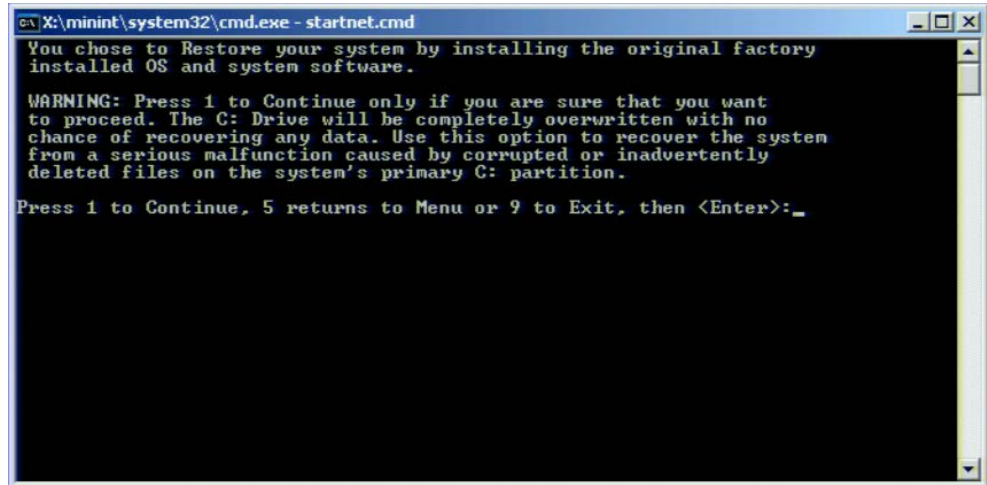 X:\minint\system32\cmd.exe - startnet.cmd
You chose to Restore your system by installing the original factory
installed OS and system software.
WARNING: Press 1 to Continue only if you are sure that you want
to proceed. The C: Drive will be completely overwritten with no
chance of recovering any data. Use this option to recover the system
from a serious malfunction caused by corrupted or inadvertently
deleted files on the system's primary C: partition.
Press 1 to Continue, 5 returns to Menu or 9 to Exit, then <Enter>:_